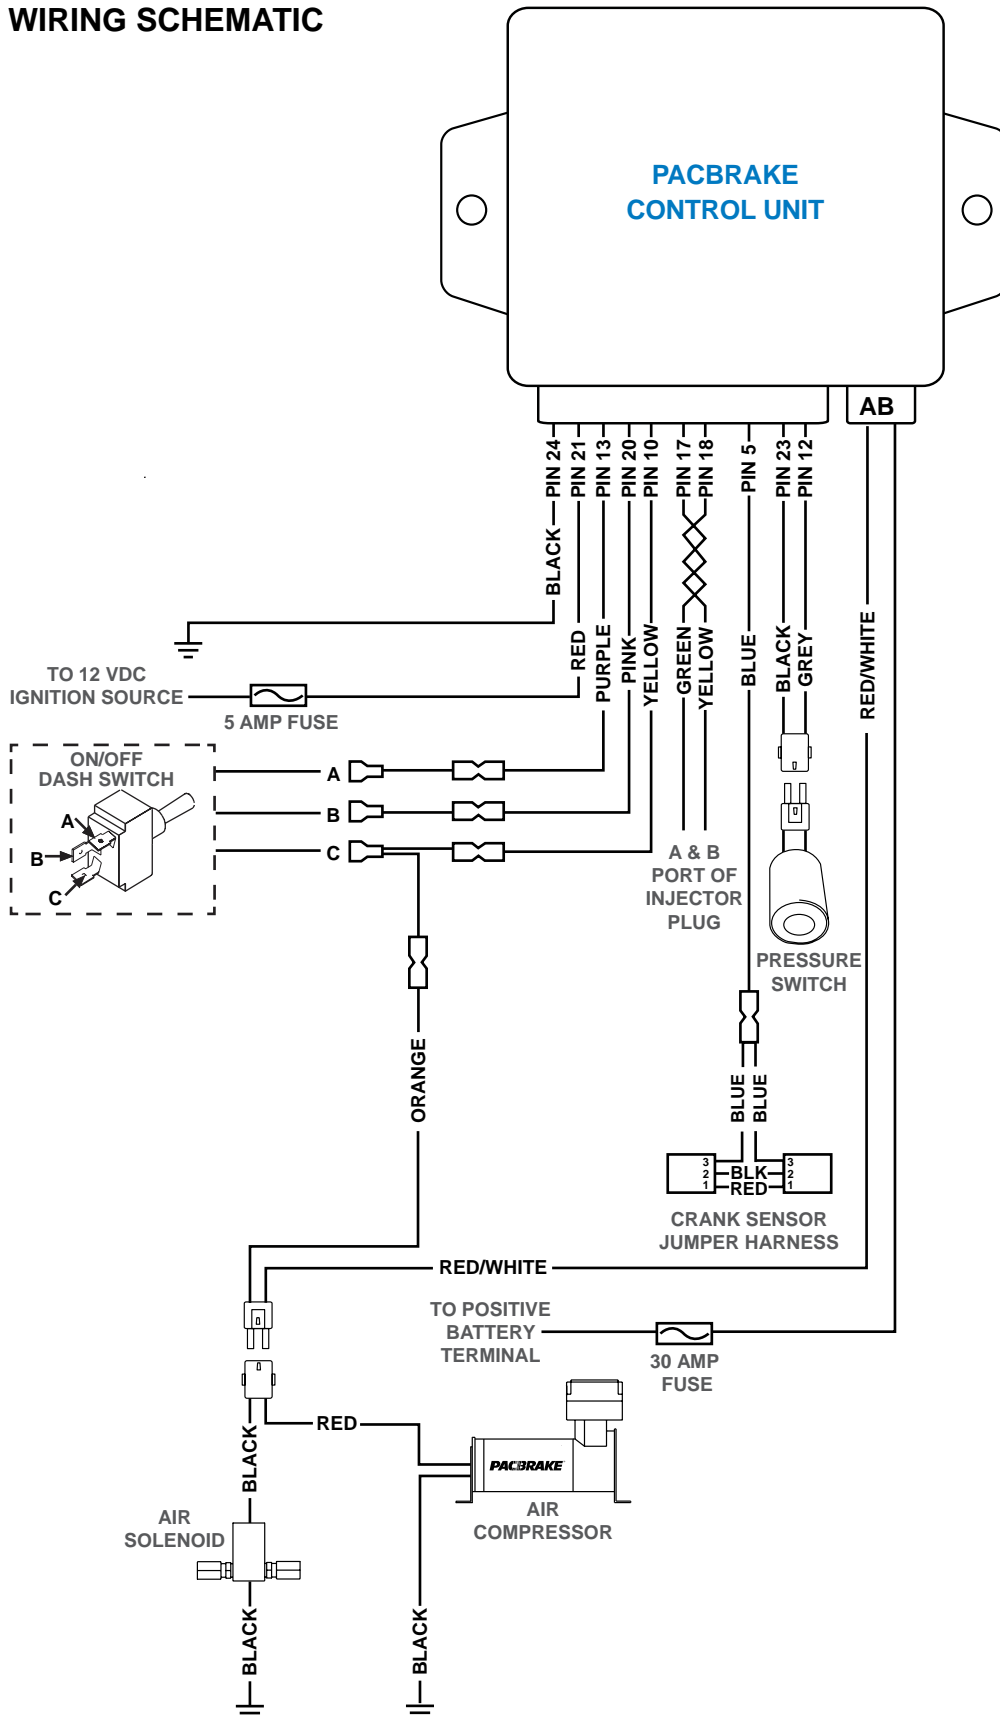 WIRING SCHEMATIC
PACBRAKE
CONTROL UNIT
AB
PIN 24
PIN 21
PIN 13
PIN 20
PIN 10
PIN 17
PIN 18
PIN 5
PIN 23
PIN 12
BLACK
RED
PURPLE
PINK
YELLOW
GREEN
YELLOW
BLUE
BLACK
GREY
RED/WHITE
TO 12 VDC
IGNITION SOURCE
5 AMP FUSE
ON/OFF
DASH SWITCH
A
B
C
A
B
C
A & B
PORT OF
INJECTOR
PLUG
PRESSURE
SWITCH
ORANGE
BLUE
BLUE
3
2
1
BLK
RED
3
2
1
CRANK SENSOR
JUMPER HARNESS
RED/WHITE
TO POSITIVE
BATTERY
TERMINAL
30 AMP
FUSE
RED
BLACK
PACBRAKE
AIR
COMPRESSOR
AIR
SOLENOID
BLACK
BLACK